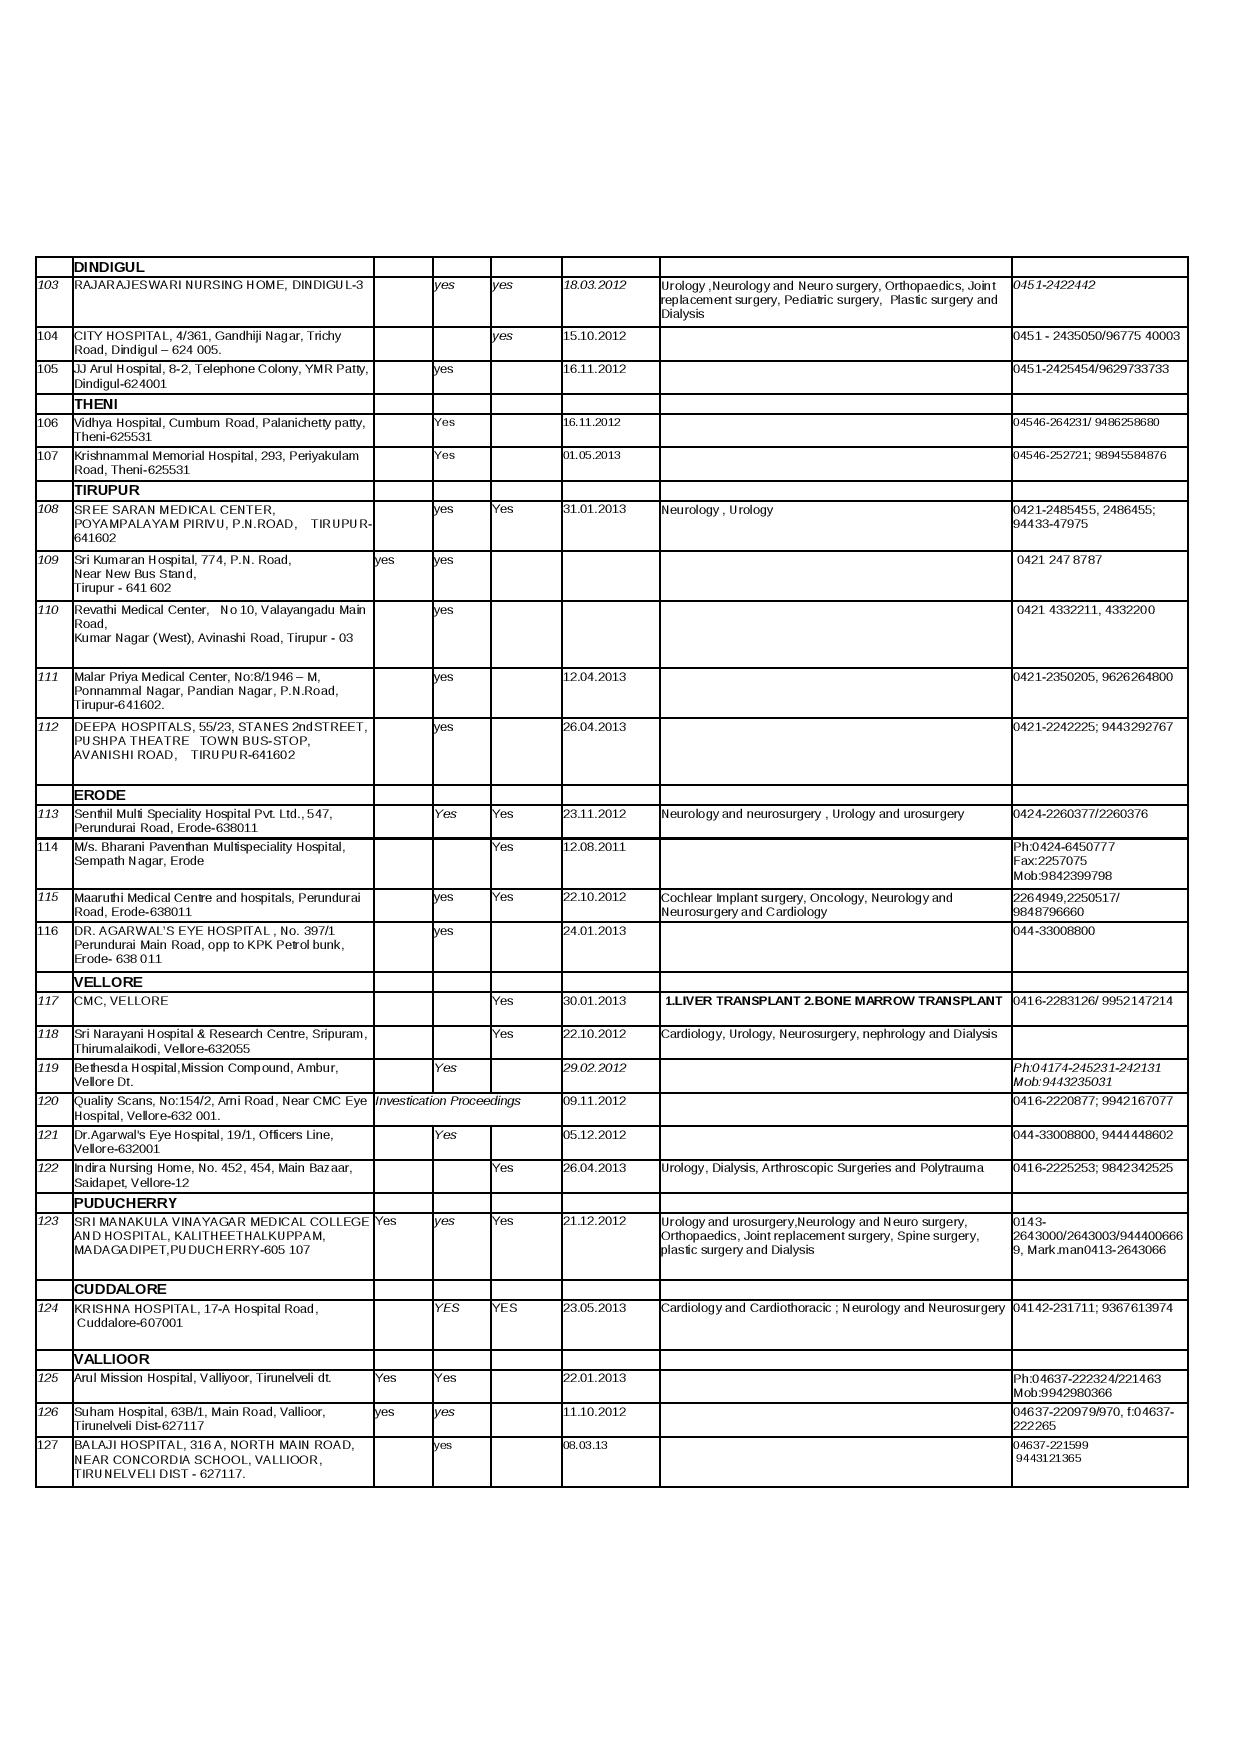 DINDIGUL
103 RAJARAJESWARI NURSING HOME, DINDIGUL-3 yes yes 18.03.2012 Urology ,Neurology and Neuro surgery, Orthopaedics, Joint 0451-2422442
replacement surgery, Pediatric surgery, Plastic surgery and
Dialysis
104 CITY HOSPITAL, 4/361, Gandhiji Nagar, Trichy yes 15.10.2012 0451 - 2435050/96775 40003
Road, Dindigul – 624 005.
105 JJ Arul Hospital, 8-2, Telephone Colony, YMR Patty, yes 16.11.2012 0451-2425454/9629733733
Dindigul-624001
THENI
106 Vidhya Hospital, Cumbum Road, Palanichetty patty, Yes 16.11.2012 04546-264231/ 9486258680
Theni-625531
107 Krishnammal Memorial Hospital, 293, Periyakulam Yes 01.05.2013 04546-252721; 98945584876
Road, Theni-625531
TIRUPUR
108 SREE SARAN MEDICAL CENTER, yes Yes 31.01.2013 Neurology , Urology 0421-2485455, 2486455;
POYAMPALAYAM PIRIVU, P.N.ROAD, TIRUPUR- 94433-47975
641602
109 Sri Kumaran Hospital, 774, P.N. Road, yes yes 0421 247 8787
Near New Bus Stand,
Tirupur - 641 602
110 Revathi Medical Center, No 10, Valayangadu Main yes 0421 4332211, 4332200
Road,
Kumar Nagar (West), Avinashi Road, Tirupur - 03
111 Malar Priya Medical Center, No:8/1946 – M, yes 12.04.2013 0421-2350205, 9626264800
Ponnammal Nagar, Pandian Nagar, P.N.Road,
Tirupur-641602.
112 DEEPA HOSPITALS, 55/23, STANES 2ndSTREET, yes 26.04.2013 0421-2242225; 9443292767
PUSHPA THEATRE TOWN BUS-STOP,
AVANISHI ROAD, TIRUPUR-641602
ERODE
113 Senthil Multi Speciality Hospital Pvt. Ltd., 547, Yes Yes 23.11.2012 Neurology and neurosurgery , Urology and urosurgery 0424-2260377/2260376
Perundurai Road, Erode-638011
114 M/s. Bharani Paventhan Multispeciality Hospital, Yes 12.08.2011 Ph:0424-6450777
Sempath Nagar, Erode Fax:2257075
Mob:9842399798
115 Maaruthi Medical Centre and hospitals, Perundurai yes Yes 22.10.2012 Cochlear Implant surgery, Oncology, Neurology and 2264949,2250517/
Road, Erode-638011 Neurosurgery and Cardiology 9848796660
116 DR. AGARWAL'S EYE HOSPITAL , No. 397/1 yes 24.01.2013 044-33008800
Perundurai Main Road, opp to KPK Petrol bunk,
Erode- 638 011
VELLORE
117 CMC, VELLORE Yes 30.01.2013 1.LIVER TRANSPLANT 2.BONE MARROW TRANSPLANT 0416-2283126/ 9952147214
118 Sri Narayani Hospital & Research Centre, Sripuram, Yes 22.10.2012 Cardiology, Urology, Neurosurgery, nephrology and Dialysis
Thirumalaikodi, Vellore-632055
119 Bethesda Hospital,Mission Compound, Ambur, Yes 29.02.2012 Ph:04174-245231-242131
Vellore Dt. Mob:9443235031
120 Quality Scans, No:154/2, Arni Road, Near CMC Eye Investication Proceedings 09.11.2012 0416-2220877; 9942167077
Hospital, Vellore-632 001.
121 Dr.Agarwal's Eye Hospital, 19/1, Officers Line, Yes 05.12.2012 044-33008800, 9444448602
Vellore-632001
122 Indira Nursing Home, No. 452, 454, Main Bazaar, Yes 26.04.2013 Urology, Dialysis, Arthroscopic Surgeries and Polytrauma 0416-2225253; 9842342525
Saidapet, Vellore-12
PUDUCHERRY
123 SRI MANAKULA VINAYAGAR MEDICAL COLLEGE Yes yes Yes 21.12.2012 Urology and urosurgery,Neurology and Neuro surgery, 0143-
AND HOSPITAL, KALITHEETHALKUPPAM, Orthopaedics, Joint replacement surgery, Spine surgery, 2643000/2643003/944400666
MADAGADIPET,PUDUCHERRY-605 107 plastic surgery and Dialysis 9, Mark.man0413-2643066
CUDDALORE
124 KRISHNA HOSPITAL, 17-A Hospital Road, YES YES 23.05.2013 Cardiology and Cardiothoracic ; Neurology and Neurosurgery 04142-231711; 9367613974
Cuddalore-607001
VALLIOOR
125 Arul Mission Hospital, Valliyoor, Tirunelveli dt. Yes Yes 22.01.2013 Ph:04637-222324/221463
Mob:9942980366
126 Suham Hospital, 63B/1, Main Road, Vallioor, yes yes 11.10.2012 04637-220979/970, f:04637-
Tirunelveli Dist-627117 222265
127 BALAJI HOSPITAL, 316 A, NORTH MAIN ROAD, yes 08.03.13 04637-221599
NEAR CONCORDIA SCHOOL, VALLIOOR, 9443121365
TIRUNELVELI DIST - 627117.